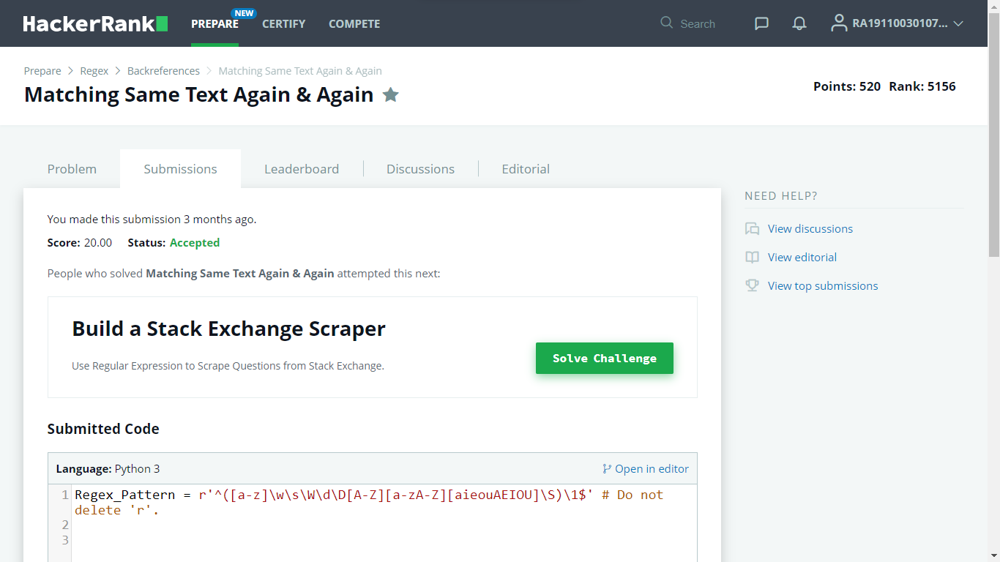 HackerRank PREPARE NEW CERTIFY COMPETE Search RA19110030107...
Prepare > Regex > Backreferences > Matching Same Text Again & Again
Matching Same Text Again & Again
Points: 520 Rank: 5156
Problem Submissions Leaderboard Discussions Editorial
NEED HELP?
View discussions
View editorial
View top submissions
You made this submission 3 months ago.
Score: 20.00 Status: Accepted
People who solved Matching Same Text Again & Again attempted this next:
Build a Stack Exchange Scraper
Use Regular Expression to Scrape Questions from Stack Exchange.
Solve Challenge
Submitted Code
Language: Python 3 Open in editor
1 Regex_Pattern = r'^([a-z]\w\s\W\d\D[A-Z][a-zA-Z][aieouAEIOU]\S)\1$' # Do not
delete 'r'.
2
3